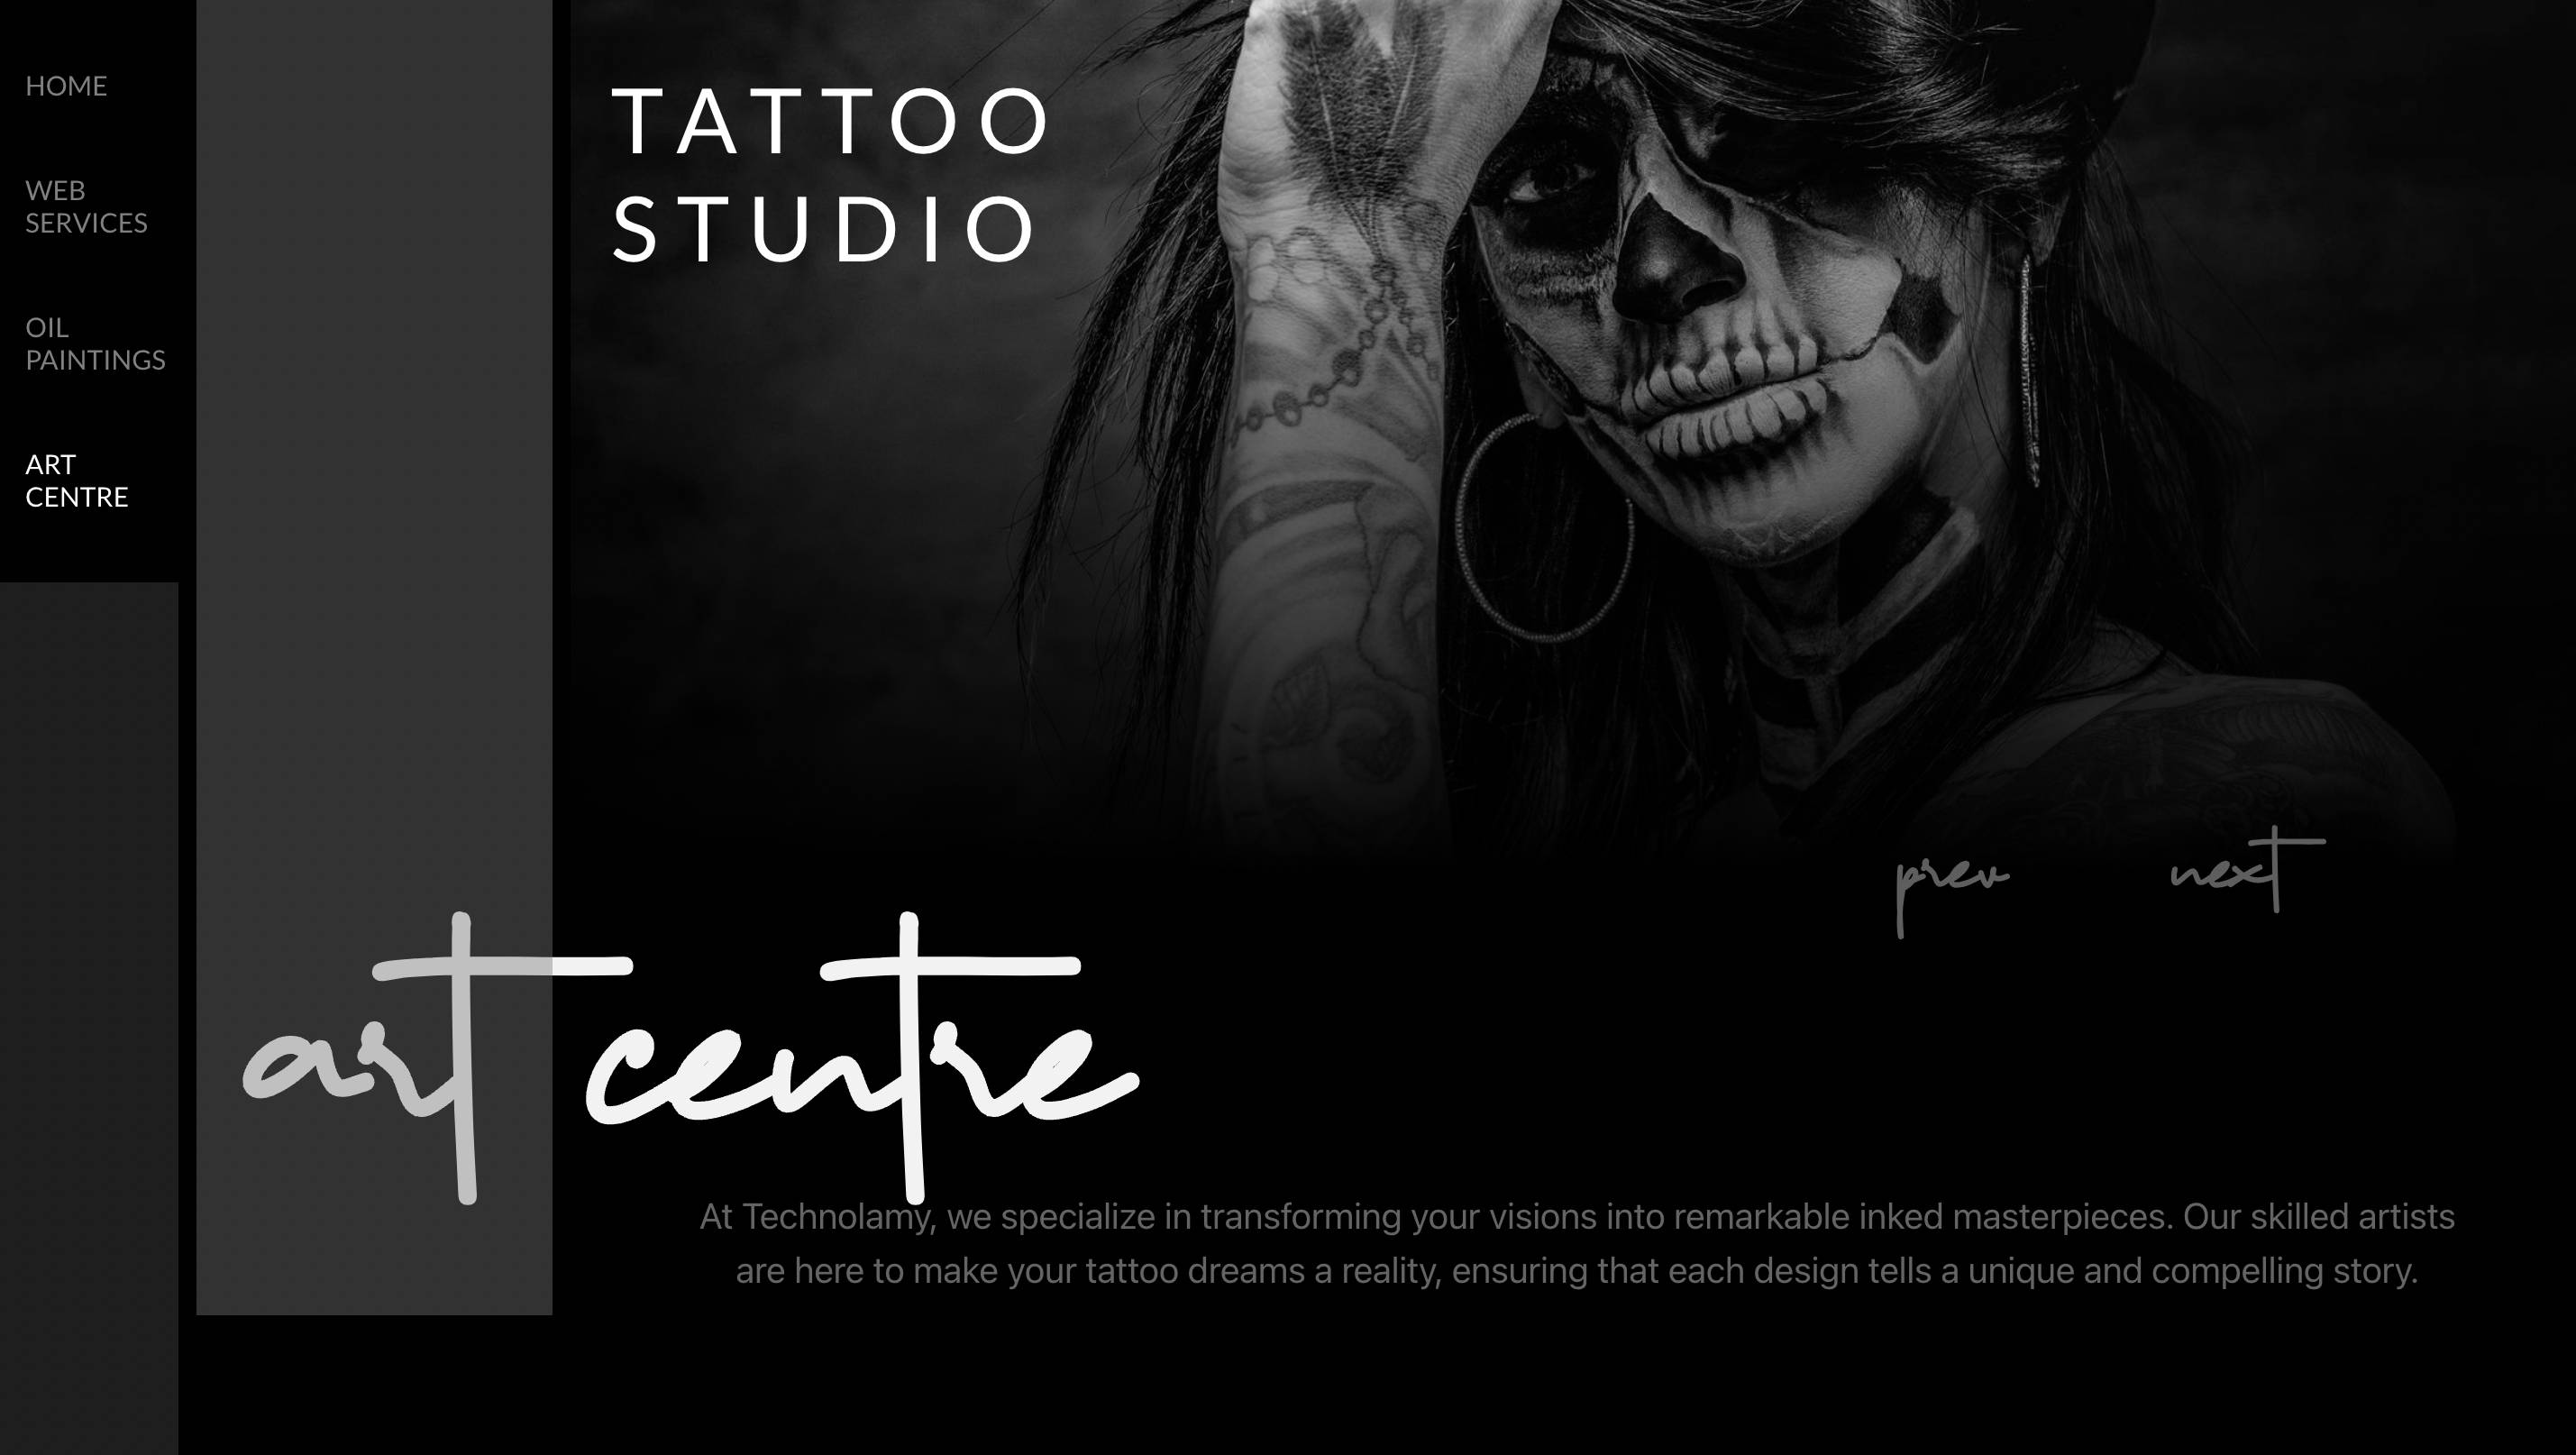 HOME
WEB
SERVICES
OIL
PAINTINGS
ART
CENTRE
TATTOO
STUDIO
prev next
art centre
At Technolamy, we specialize in transforming your visions into remarkable inked masterpieces. Our skilled artists
are here to make your tattoo dreams a reality, ensuring that each design tells a unique and compelling story.